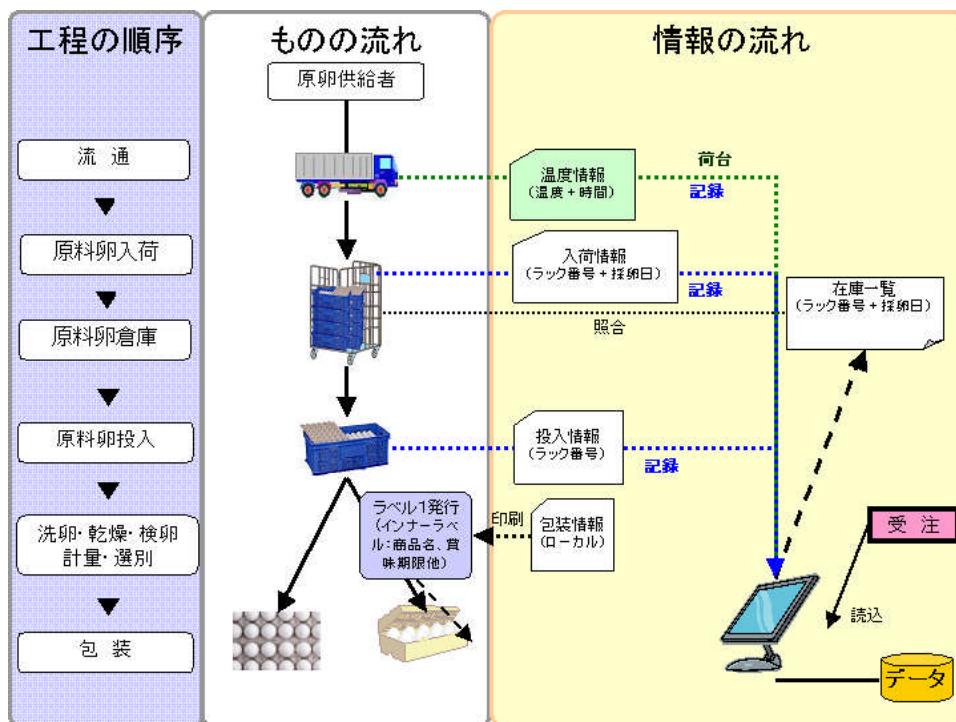 工程の順序
流 通
原料卵入荷
原料卵倉庫
原料卵投入
洗卵・乾燥・検卵
計量・選別
包 装
ものの流れ
原卵供給者
ラベル1発行
(インナーラベ
ル:商品名、賞
味期限他)
情報の流れ
温度情報
(温度+時間)
荷台
記録
入荷情報
(ラック番号+採卵日)
記録
在庫一覧
(ラック番号+採卵日)
照合
投入情報
(ラック番号)
記録
印刷
包装情報
(ローカル)
受 注
読込
データ